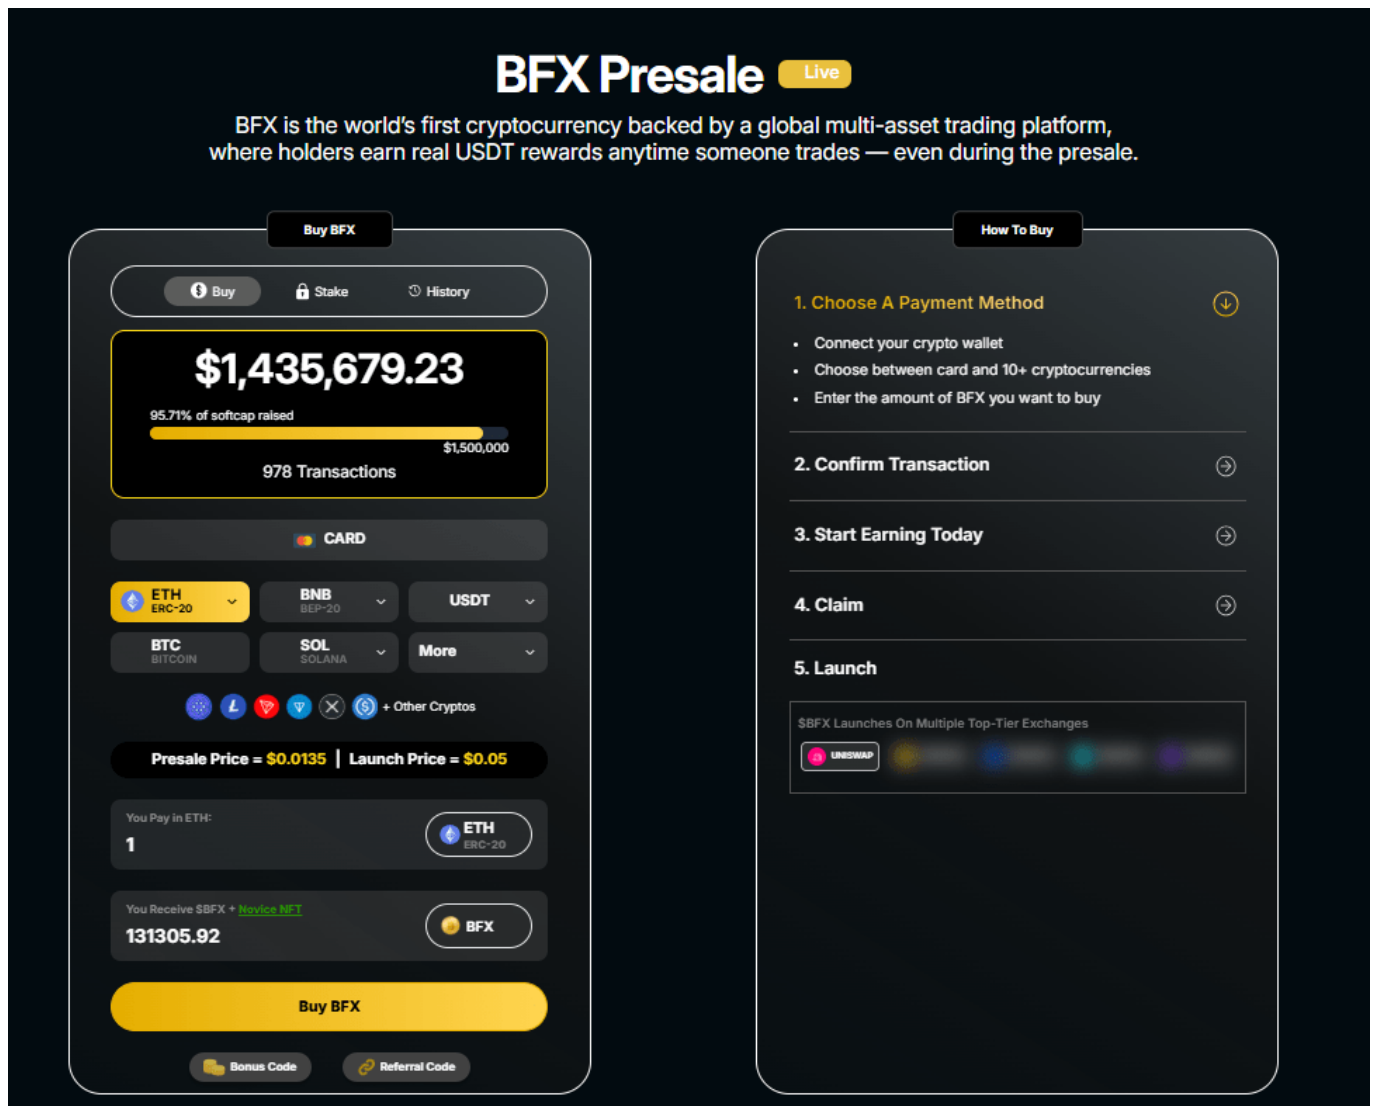 BFX Presale Live
BFX is the world's first cryptocurrency backed by a global multi-asset trading platform,
where holders earn real USDT rewards anytime someone trades — even during the presale.
Buy BFX
Buy Stake History
$1,435,679.23
95.71% of softcap raised
$1,500,000
978 Transactions
CARD
ETH
ERC-20
BNB
BEP-20
USDT
BTC
BITCOIN
SOL
SOLANA
More
+ Other Cryptos
Presale Price = $0.0135 | Launch Price = $0.05
You Pay in ETH:
1
ETH
ERC-20
You Receive $BFX + Novice NFT
131305.92
BFX
Buy BFX
Bonus Code
Referral Code
How To Buy
1. Choose A Payment Method
• Connect your crypto wallet
• Choose between card and 10+ cryptocurrencies
• Enter the amount of BFX you want to buy
2. Confirm Transaction
3. Start Earning Today
4. Claim
5. Launch
$BFX Launches On Multiple Top-Tier Exchanges
UNISWAP